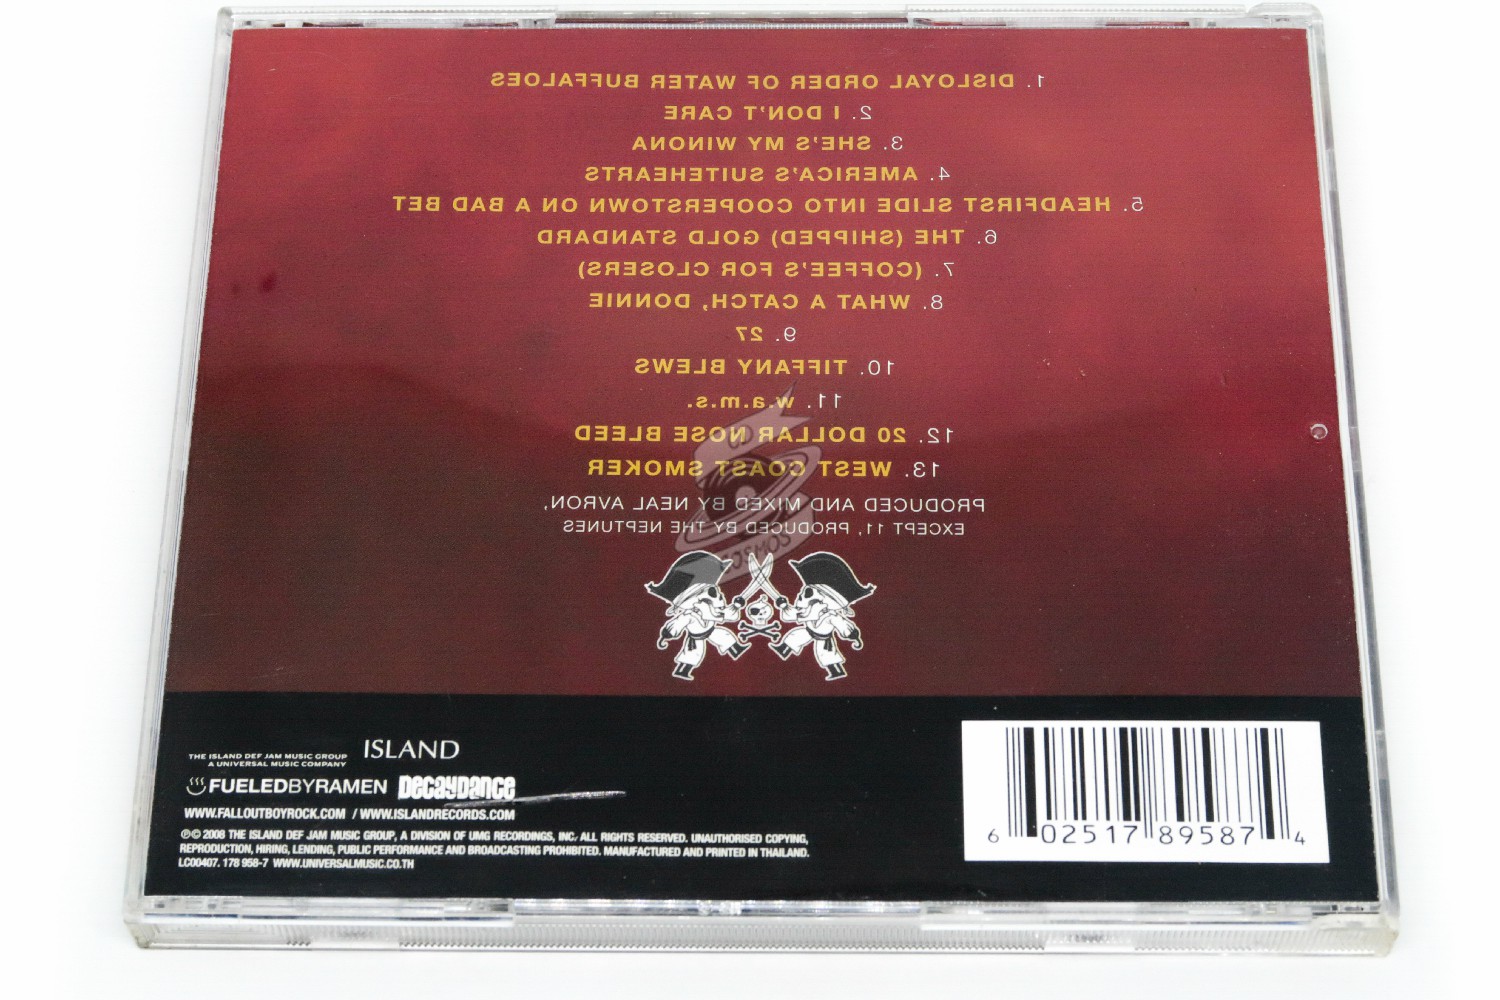 1. DISLOYAL ORDER OF WATER BUFFALOES
2. I DON'T CARE
3. SHE'S MY WINONA
4. AMERICA'S SUITEHEARTS
5. HEADFIRST SLIDE INTO COOPERSTOWN ON A BAD BET
6. THE (SHIPPED) GOLD STANDARD
7. (COFFEE'S FOR CLOSERS)
8. WHAT A CATCH, DONNIE
9. 27
10. TIFFANY BLEWS
11. w.a.m.s.
12. 20 DOLLAR NOSE BLEED
13. WEST COAST SMOKER
PRODUCED AND MIXED BY NEAL AVRON,
EXCEPT 11, PRODUCED BY THE NEPTUNES
CD
COSMOS
THE ISLAND DEF JAM MUSIC GROUP
A UNIVERSAL MUSIC COMPANY
ISLAND
FUELEDBYRAMEN DECAYDANCE
WWW.FALLOUTBOYROCK.COM / WWW.ISLANDRECORDS.COM
℗© 2008 THE ISLAND DEF JAM MUSIC GROUP, A DIVISION OF UMG RECORDINGS, INC. ALL RIGHTS RESERVED. UNAUTHORISED COPYING,
REPRODUCTION, HIRING, LENDING, PUBLIC PERFORMANCE AND BROADCASTING PROHIBITED. MANUFACTURED AND PRINTED IN THAILAND.
LC00407. 178 958-7 WWW.UNIVERSALMUSIC.CO.TH
6 02517 89587 4